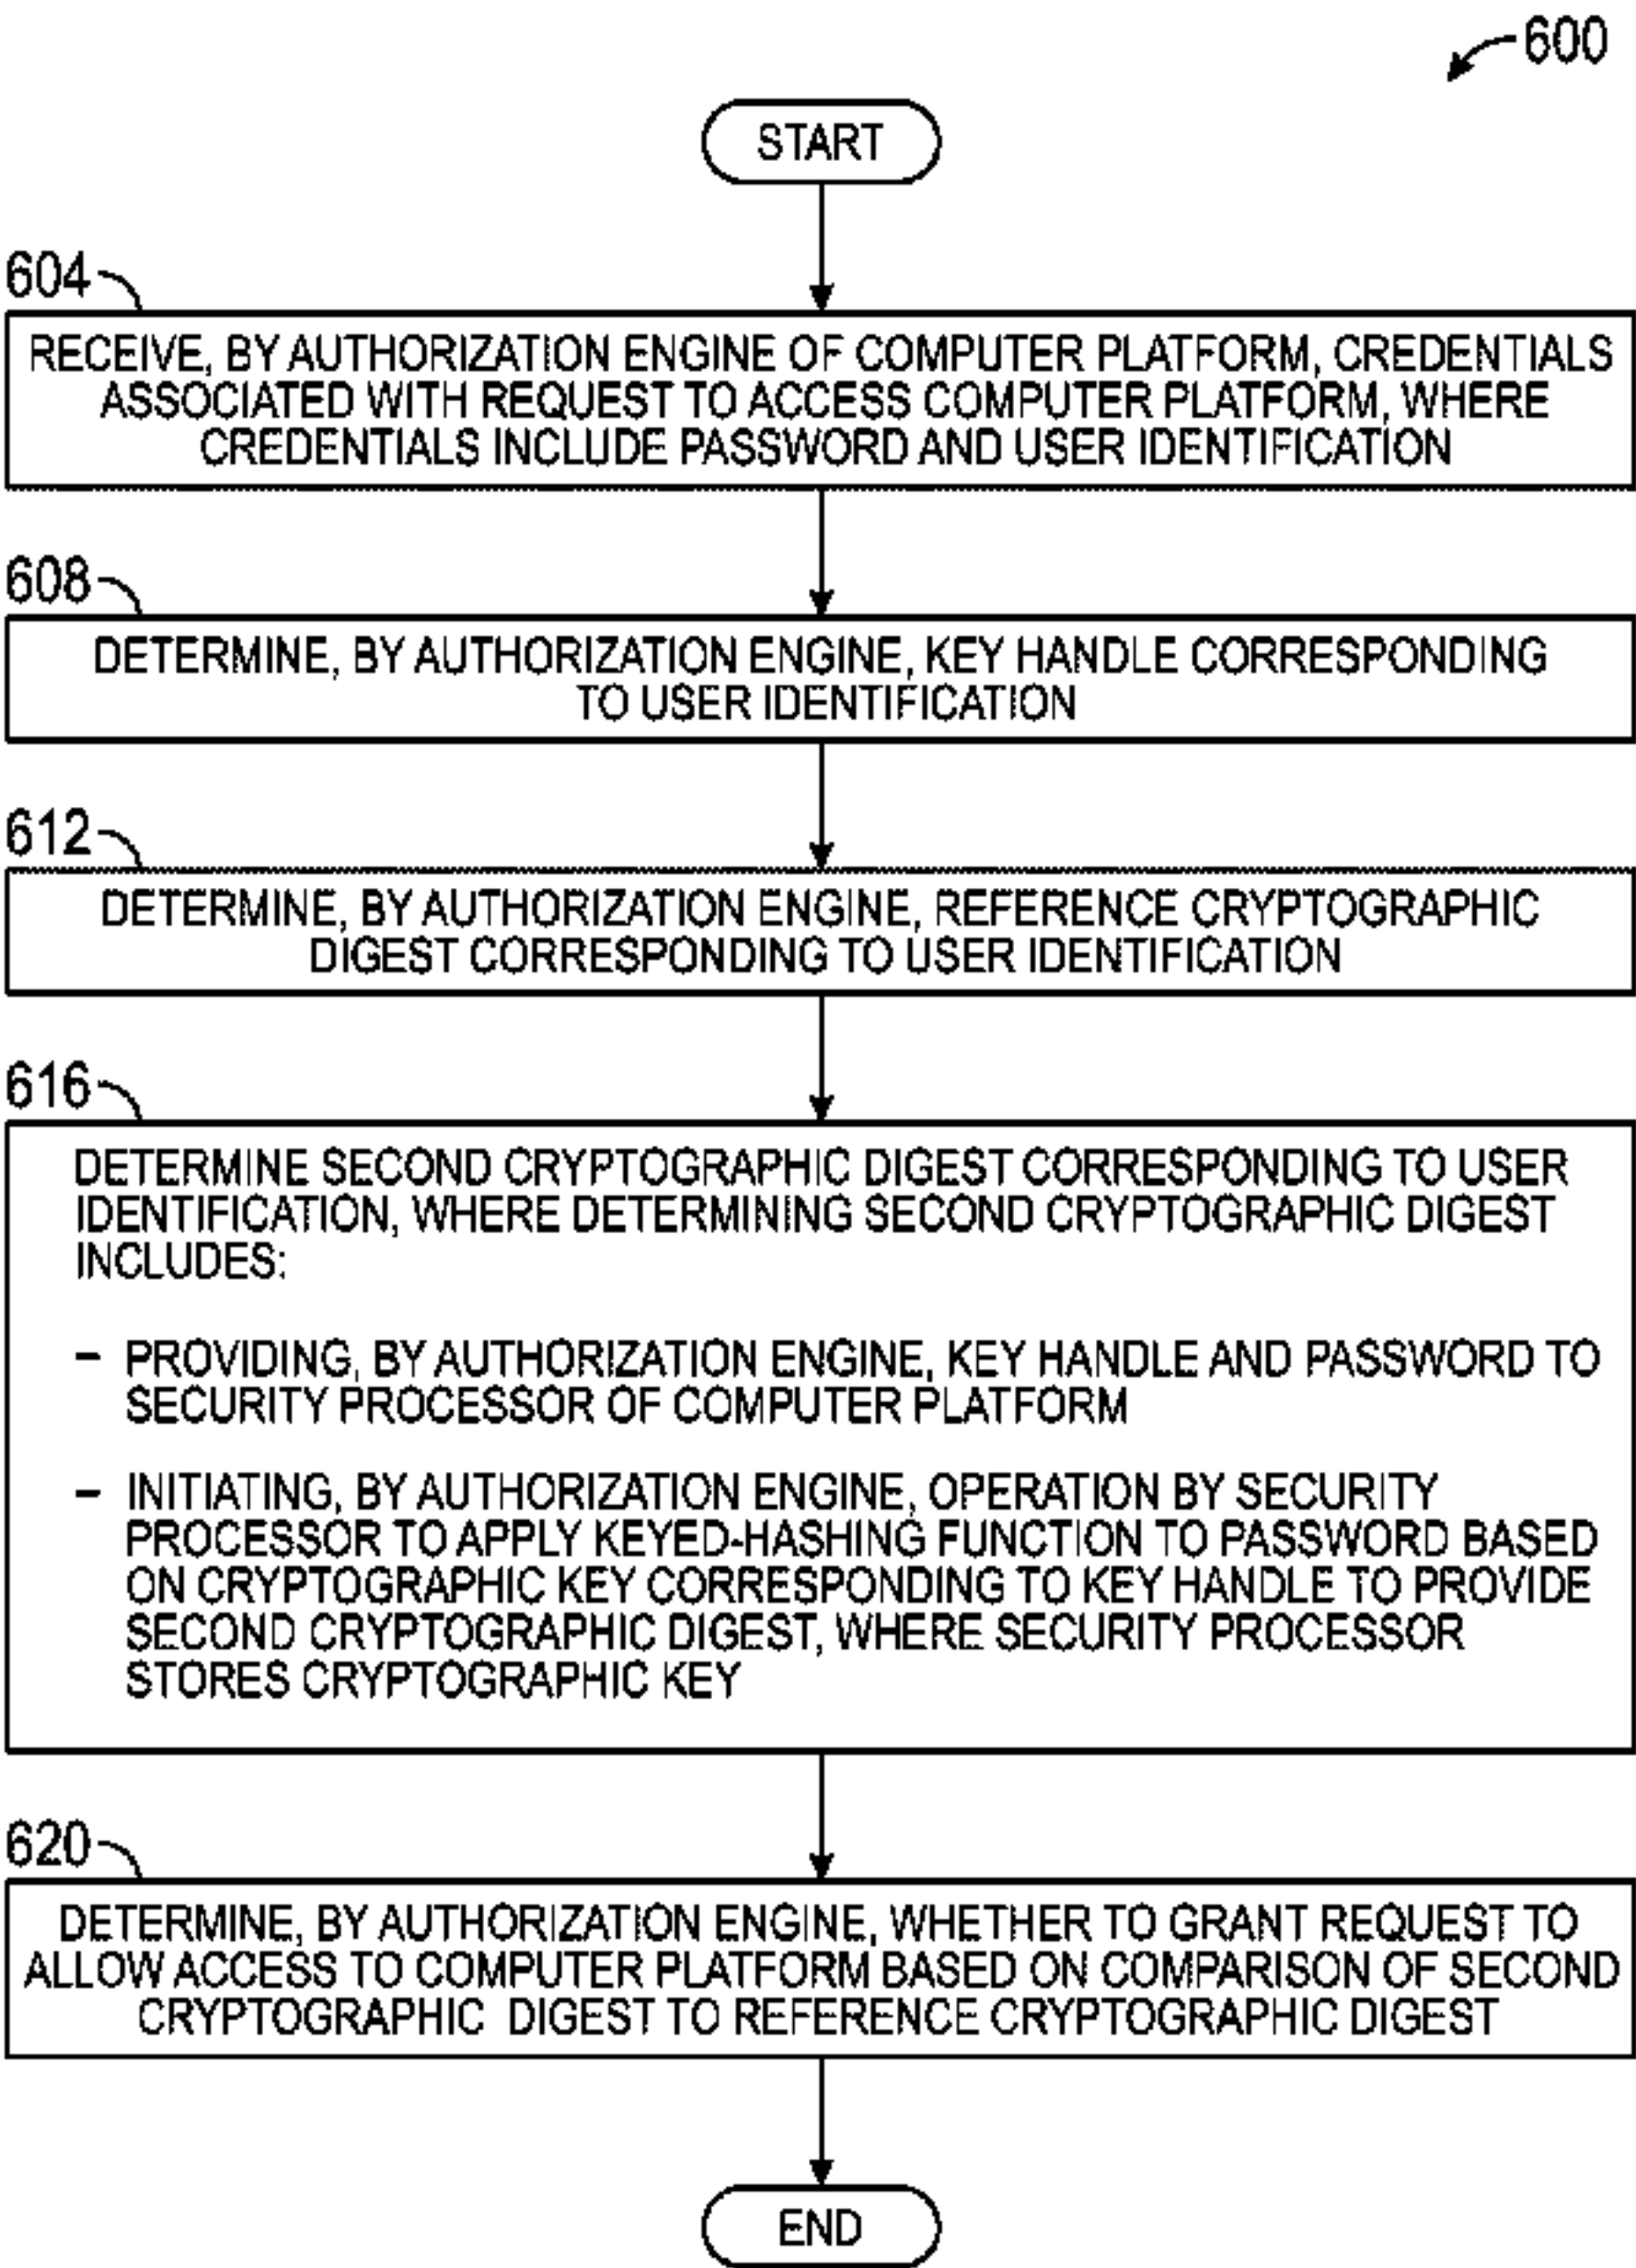 600
START
604
RECEIVE, BY AUTHORIZATION ENGINE OF COMPUTER PLATFORM, CREDENTIALS
ASSOCIATED WITH REQUEST TO ACCESS COMPUTER PLATFORM, WHERE
CREDENTIALS INCLUDE PASSWORD AND USER IDENTIFICATION
608
DETERMINE, BY AUTHORIZATION ENGINE, KEY HANDLE CORRESPONDING
TO USER IDENTIFICATION
612
DETERMINE, BY AUTHORIZATION ENGINE, REFERENCE CRYPTOGRAPHIC
DIGEST CORRESPONDING TO USER IDENTIFICATION
616
DETERMINE SECOND CRYPTOGRAPHIC DIGEST CORRESPONDING TO USER
IDENTIFICATION, WHERE DETERMINING SECOND CRYPTOGRAPHIC DIGEST
INCLUDES:
– PROVIDING, BY AUTHORIZATION ENGINE, KEY HANDLE AND PASSWORD TO
SECURITY PROCESSOR OF COMPUTER PLATFORM
– INITIATING, BY AUTHORIZATION ENGINE, OPERATION BY SECURITY
PROCESSOR TO APPLY KEYED-HASHING FUNCTION TO PASSWORD BASED
ON CRYPTOGRAPHIC KEY CORRESPONDING TO KEY HANDLE TO PROVIDE
SECOND CRYPTOGRAPHIC DIGEST, WHERE SECURITY PROCESSOR
STORES CRYPTOGRAPHIC KEY
620
DETERMINE, BY AUTHORIZATION ENGINE, WHETHER TO GRANT REQUEST TO
ALLOW ACCESS TO COMPUTER PLATFORM BASED ON COMPARISON OF SECOND
CRYPTOGRAPHIC DIGEST TO REFERENCE CRYPTOGRAPHIC DIGEST
END